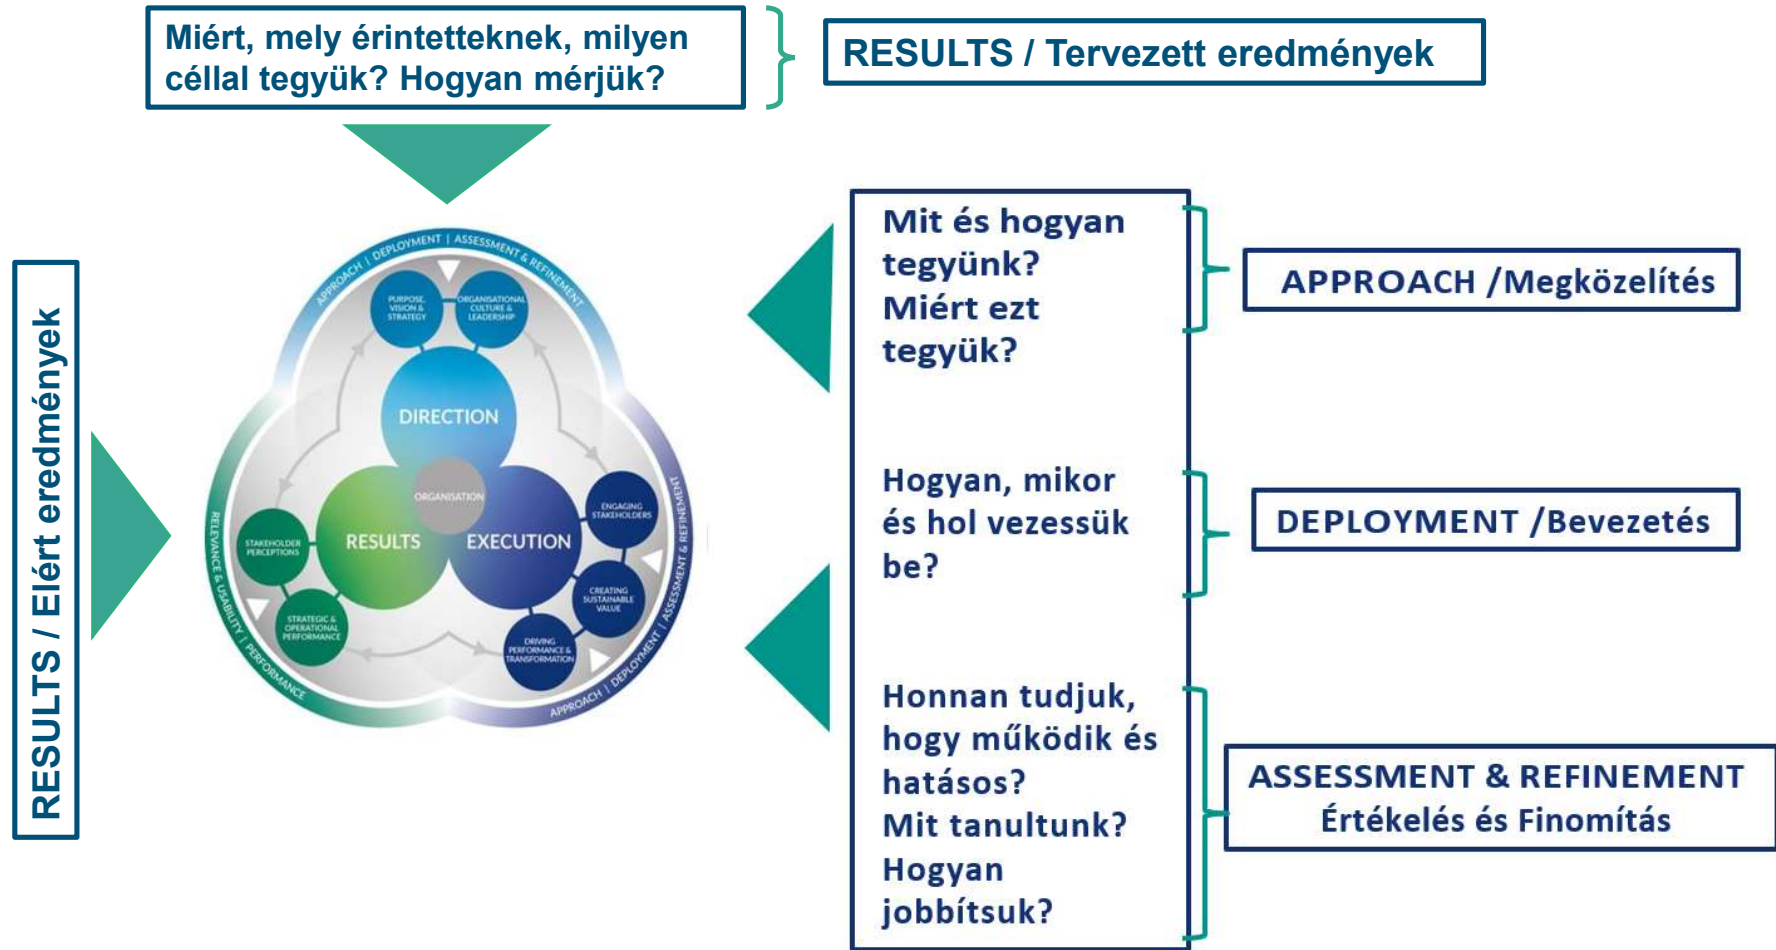 Miért, mely érintetteknek, milyen
céllal tegyük? Hogyan mérjük?
RESULTS / Tervezett eredmények
RESULTS / Elért eredmények
APPROACH | DEPLOYMENT | ASSESSMENT & REFINEMENT
PURPOSE,
VISION &
STRATEGY
ORGANISATIONAL
CULTURE &
LEADERSHIP
DIRECTION
ORGANISATION
RESULTS
EXECUTION
STAKEHOLDER
PERCEPTIONS
STRATEGIC &
OPERATIONAL
PERFORMANCE
ENGAGING
STAKEHOLDERS
CREATING
SUSTAINABLE
VALUE
DRIVING
PERFORMANCE &
TRANSFORMATION
RELEVANCE & USABILITY | PERFORMANCE
APPROACH | DEPLOYMENT | ASSESSMENT & REFINEMENT
Mit és hogyan
tegyünk?
Miért ezt
tegyük?
APPROACH /Megközelítés
Hogyan, mikor
és hol vezessük
be?
DEPLOYMENT /Bevezetés
Honnan tudjuk,
hogy működik és
hatásos?
Mit tanultunk?
Hogyan
jobbítsuk?
ASSESSMENT & REFINEMENT
Értékelés és Finomítás